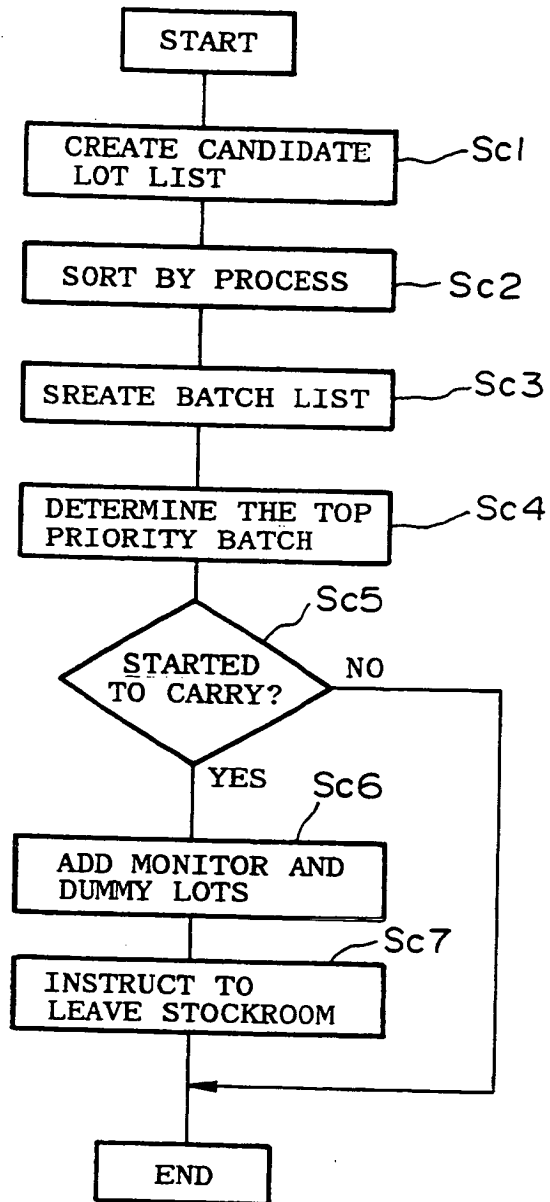 START
CREATE CANDIDATE
LOT LIST
Sc1
SORT BY PROCESS
Sc2
SREATE BATCH LIST
Sc3
DETERMINE THE TOP
PRIORITY BATCH
Sc4
Sc5
STARTED
TO CARRY?
NO
YES
Sc6
ADD MONITOR AND
DUMMY LOTS
Sc7
INSTRUCT TO
LEAVE STOCKROOM
END